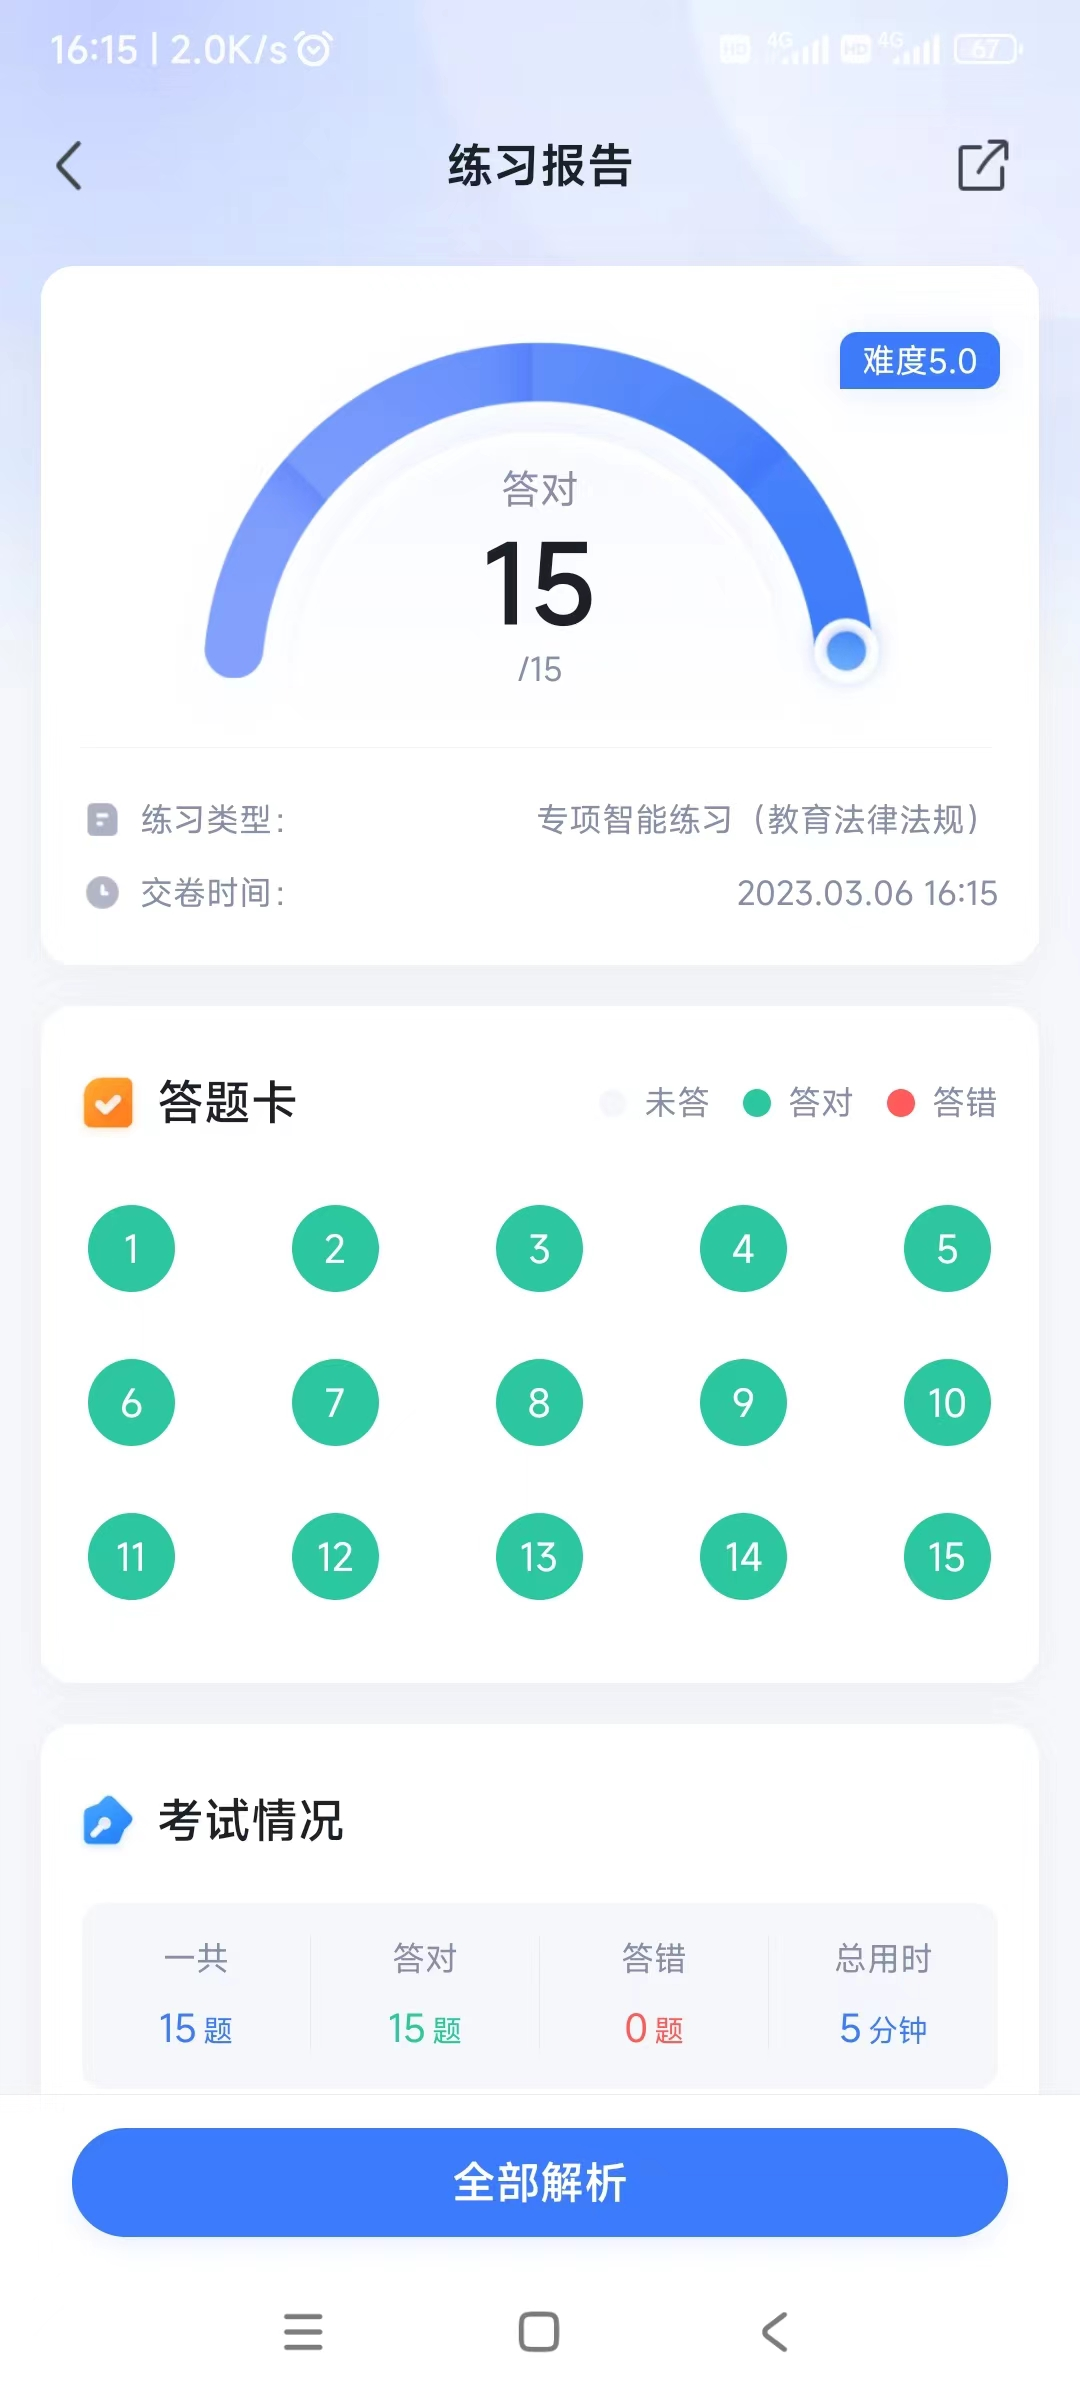 16:15 | 2.0K/s
HD 4G HD 4G 67
练习报告
难度5.0
答对
15
/15
练习类型：
专项智能练习（教育法律法规）
交卷时间：
2023.03.06 16:15
答题卡
未答 答对 答错
1 2 3 4 5
6 7 8 9 10
11 12 13 14 15
考试情况
一共 答对 答错 总用时
15 题 15 题 0 题 5 分钟
全部解析